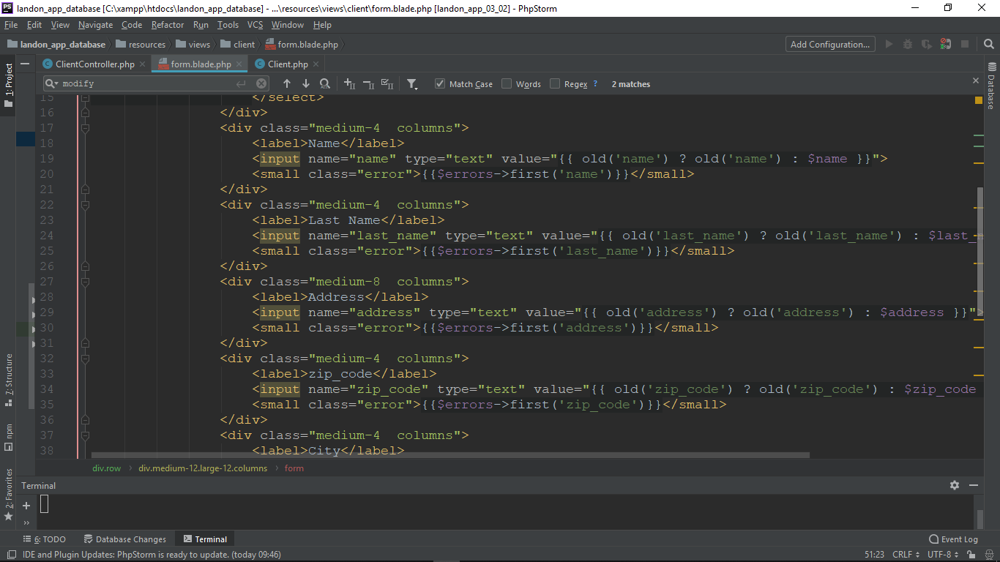 PS landon_app_database [C:\xampp\htdocs\landon_app_database] - ...\resources\views\client\form.blade.php [landon_app_03_02] - PhpStorm
File Edit View Navigate Code Refactor Run Tools VCS Window Help
landon_app_database resources views client form.blade.php Add Configuration...
1: Project
ClientController.php form.blade.php Client.php
modify Match Case Words Regex ? 2 matches
Database
15 </select>
16 </div>
17 <div class="medium-4  columns">
18 <label>Name</label>
19 <input name="name" type="text" value="{{ old('name') ? old('name') : $name }}">
20 <small class="error">{{$errors->first('name')}}</small>
21 </div>
22 <div class="medium-4  columns">
23 <label>Last Name</label>
24 <input name="last_name" type="text" value="{{ old('last_name') ? old('last_name') : $last_n
25 <small class="error">{{$errors->first('last_name')}}</small>
26 </div>
27 <div class="medium-8  columns">
28 <label>Address</label>
29 <input name="address" type="text" value="{{ old('address') ? old('address') : $address }}">
30 <small class="error">{{$errors->first('address')}}</small>
31 </div>
32 <div class="medium-4  columns">
33 <label>zip_code</label>
34 <input name="zip_code" type="text" value="{{ old('zip_code') ? old('zip_code') : $zip_code
35 <small class="error">{{$errors->first('zip_code')}}</small>
36 </div>
37 <div class="medium-4  columns">
38 <label>City</label>
7: Structure
npm
2: Favorites
div.row › div.medium-12.large-12.columns › form
Terminal
6: TODO Database Changes Terminal Event Log
IDE and Plugin Updates: PhpStorm is ready to update. (today 09:46) 51:23 CRLF UTF-8